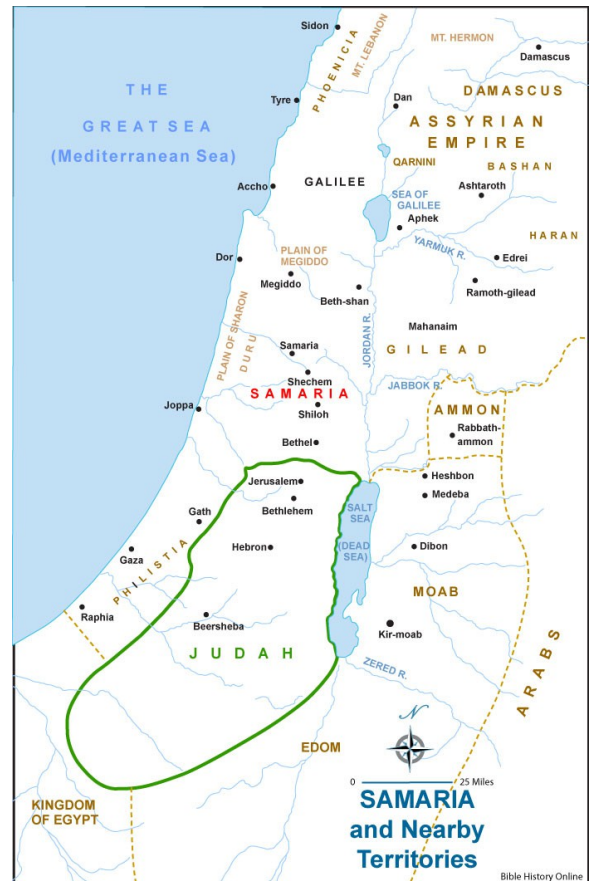 Sidon
MT. HERMON
MT. LEBANON
Damascus
PHOENICIA
THE
GREAT SEA
(Mediterranean Sea)
DAMASCUS
Tyre
Dan
ASSYRIAN
EMPIRE
QARNINI
BASHAN
Accho
GALILEE
Ashtaroth
SEA OF
GALILEE
Aphek
HARAN
YARMUK R.
PLAIN OF
MEGIDDO
Dor
Edrei
Megiddo
Beth-shan
Ramoth-gilead
PLAIN OF SHARON
DURU
JORDAN R.
Mahanaim
Samaria
GILEAD
Shechem
SAMARIA
JABBOK R.
Joppa
Shiloh
AMMON
Rabbath-
ammon
Bethel
Jerusalem
Heshbon
Bethlehem
Medeba
SALT
SEA
(DEAD
SEA)
Gath
Hebron
Dibon
Gaza
PHILISTIA
MOAB
Raphia
Beersheba
Kir-moab
JUDAH
ZERED R.
ARABS
N
EDOM
0 25 Miles
KINGDOM
OF EGYPT
SAMARIA
and Nearby
Territories
Bible History Online